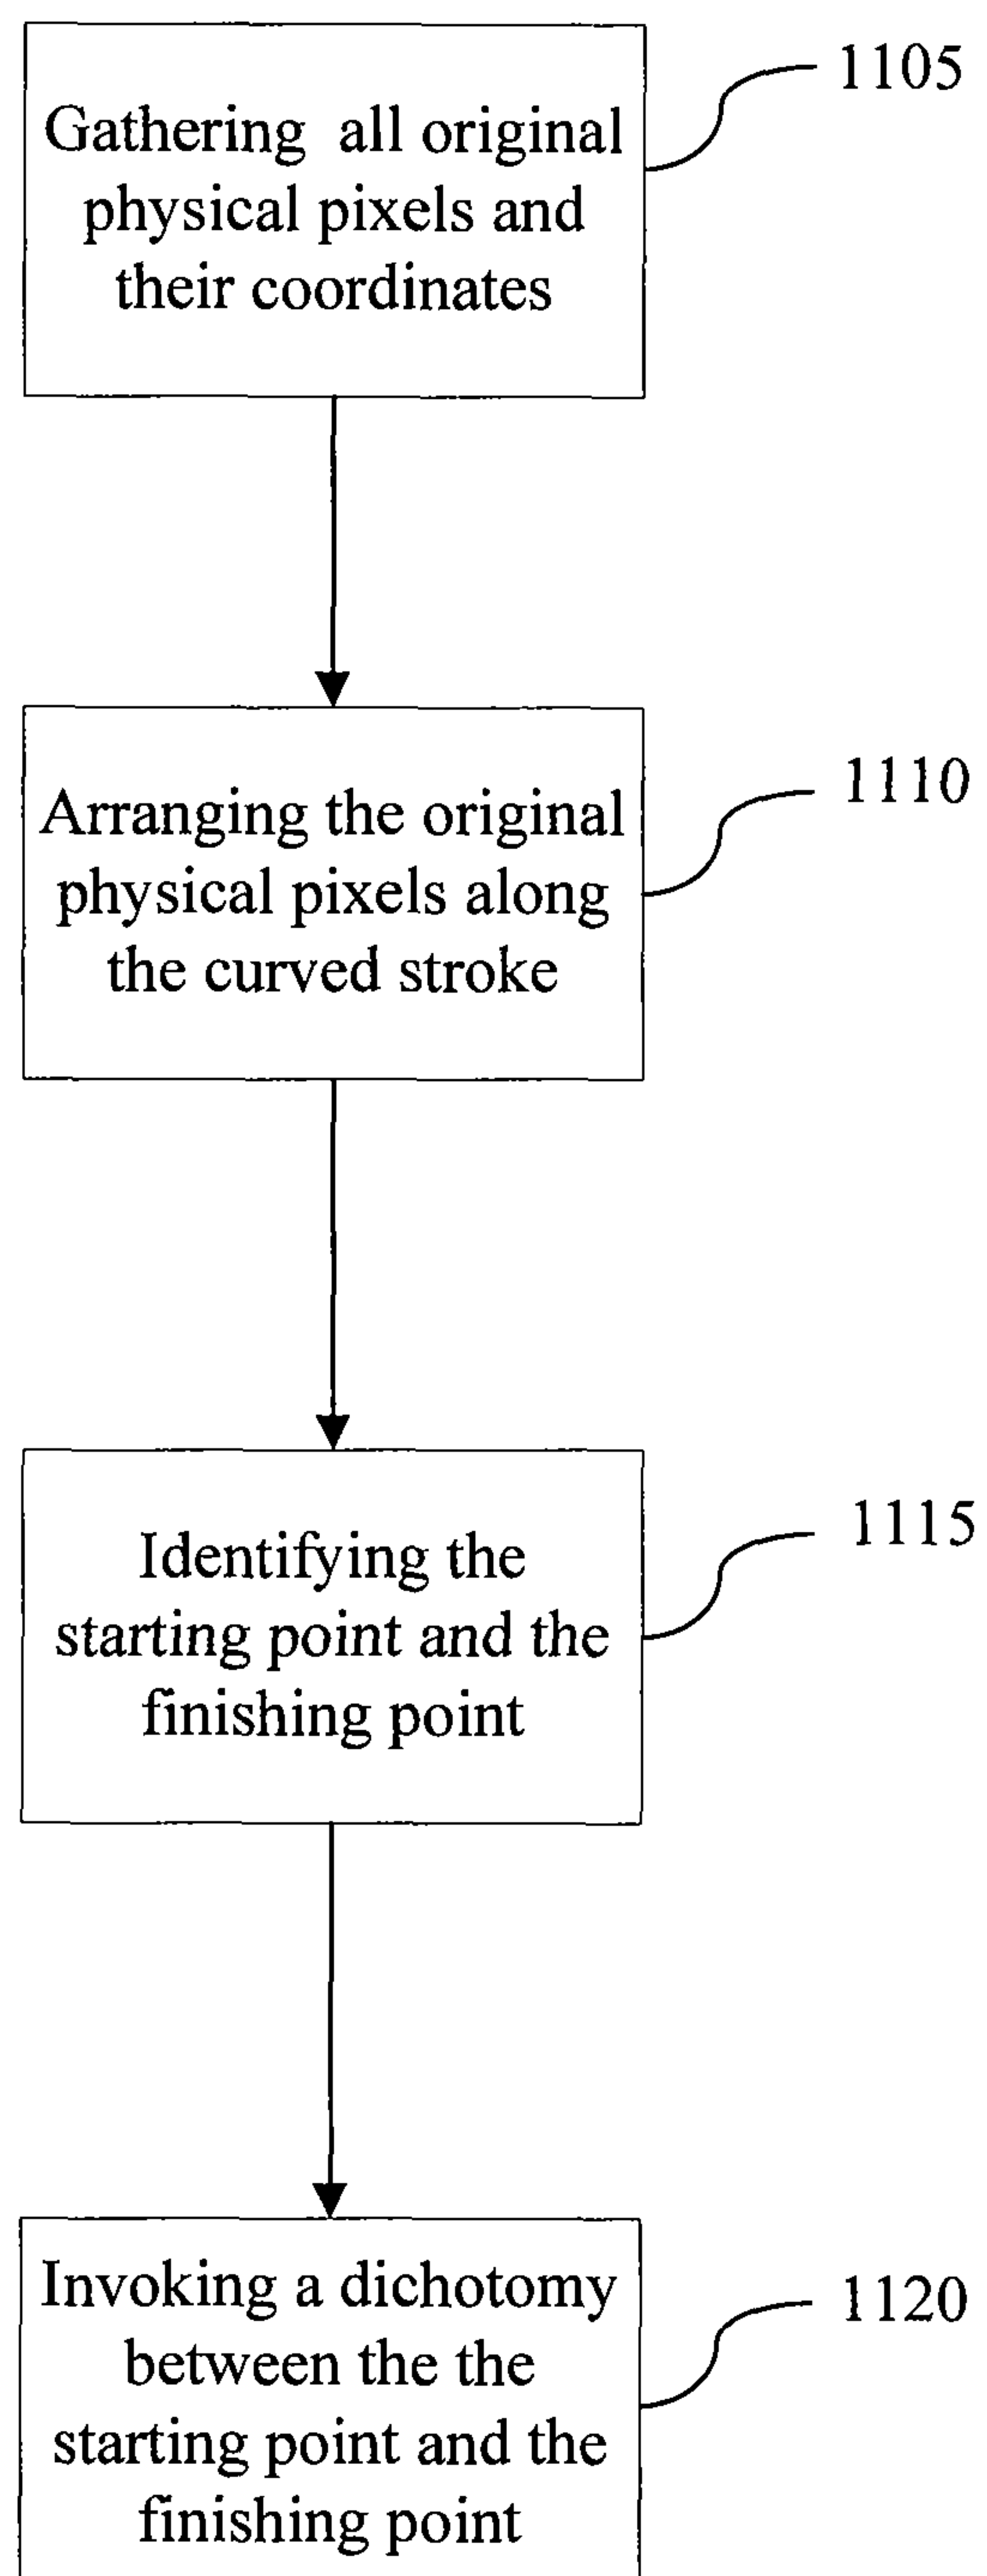 Gathering all original
physical pixels and
their coordinates
1105
Arranging the original
physical pixels along
the curved stroke
1110
Identifying the
starting point and the
finishing point
1115
Invoking a dichotomy
between the the
starting point and the
finishing point
1120